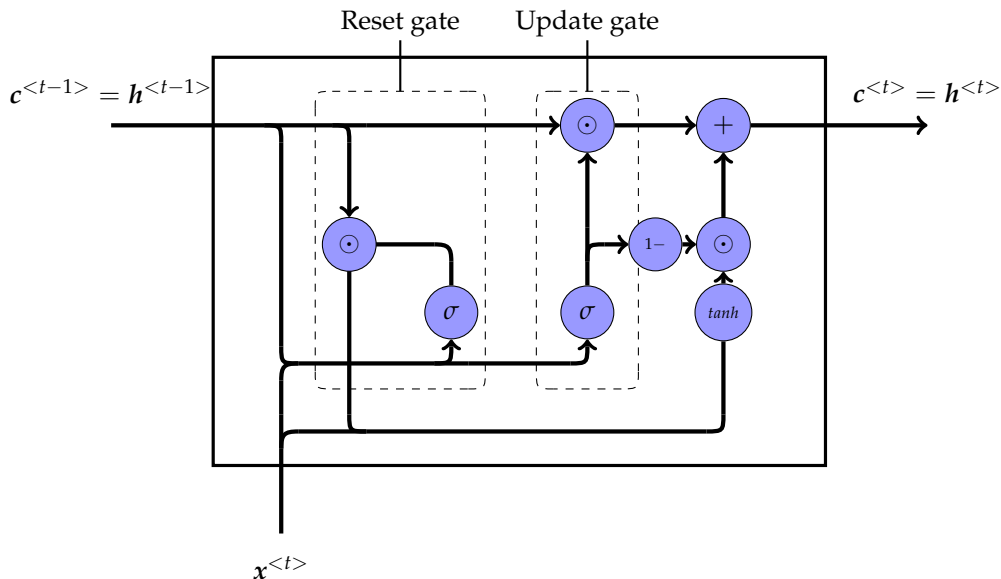 Reset gate
Update gate
c<t−1> = h<t−1>
c<t> = h<t>
⊙
+
⊙
1−
⊙
σ
σ
tanh
x<t>